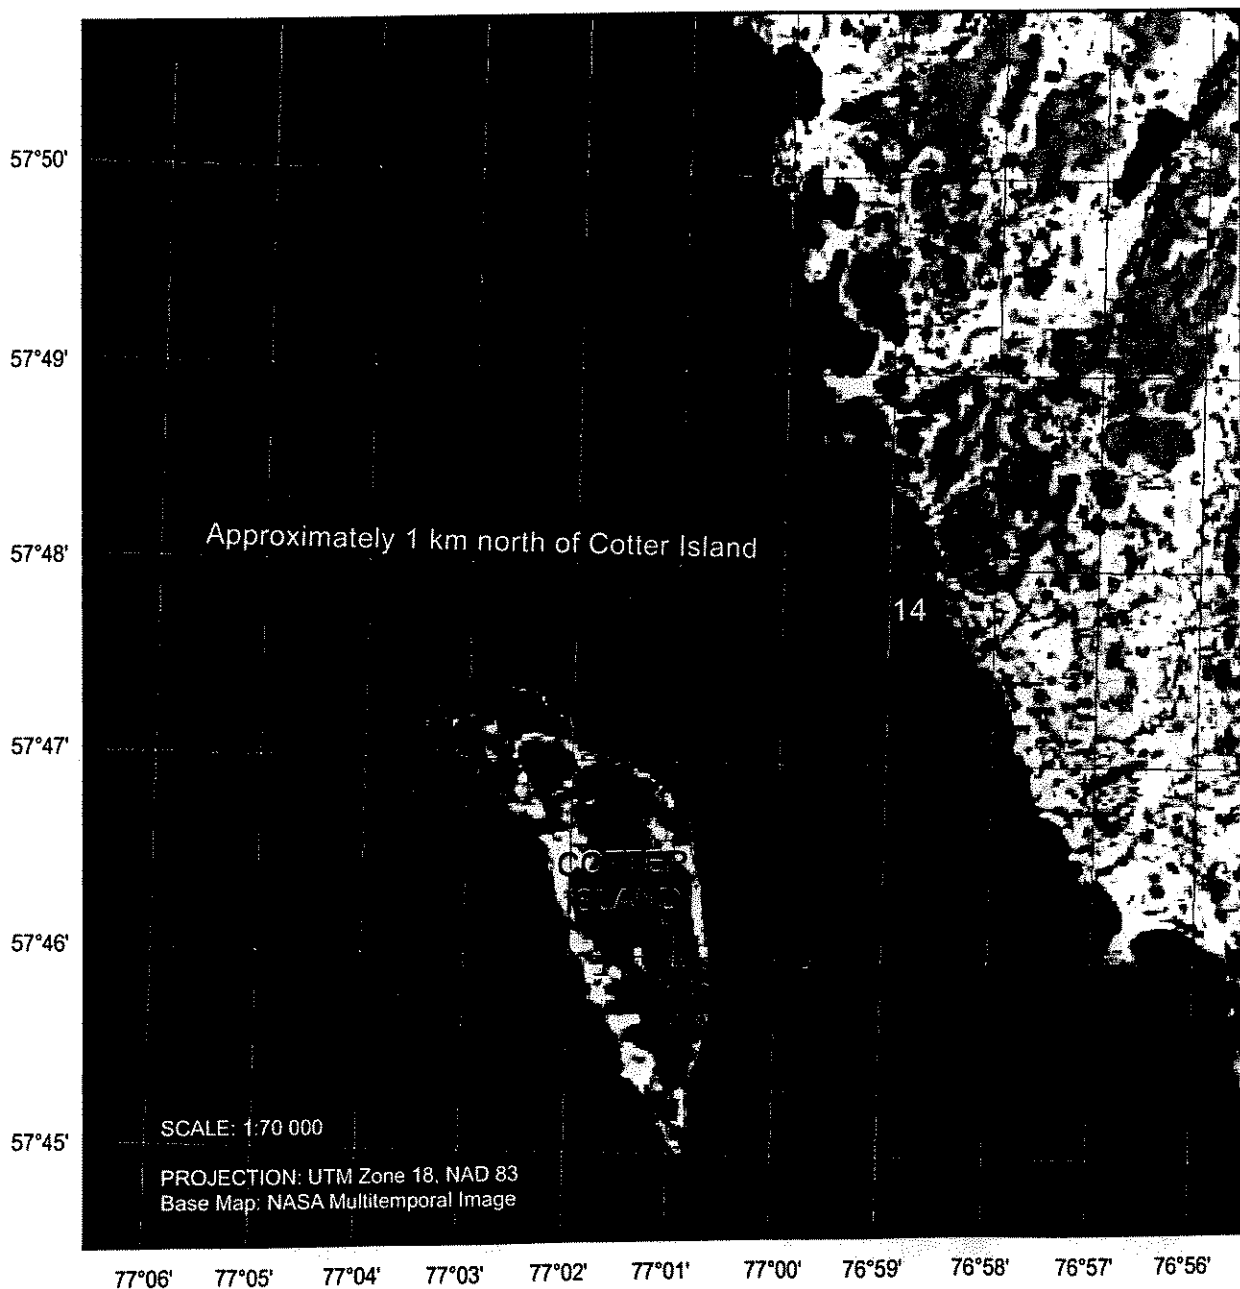 57°50'
57°49'
Approximately 1 km north of Cotter Island
57°48'
14
57°47'
COTTER
ISLAND
57°46'
57°45'
SCALE: 1:70 000
PROJECTION: UTM Zone 18, NAD 83
Base Map: NASA Multitemporal Image
77°06' 77°05' 77°04' 77°03' 77°02' 77°01' 77°00' 76°59' 76°58' 76°57' 76°56'